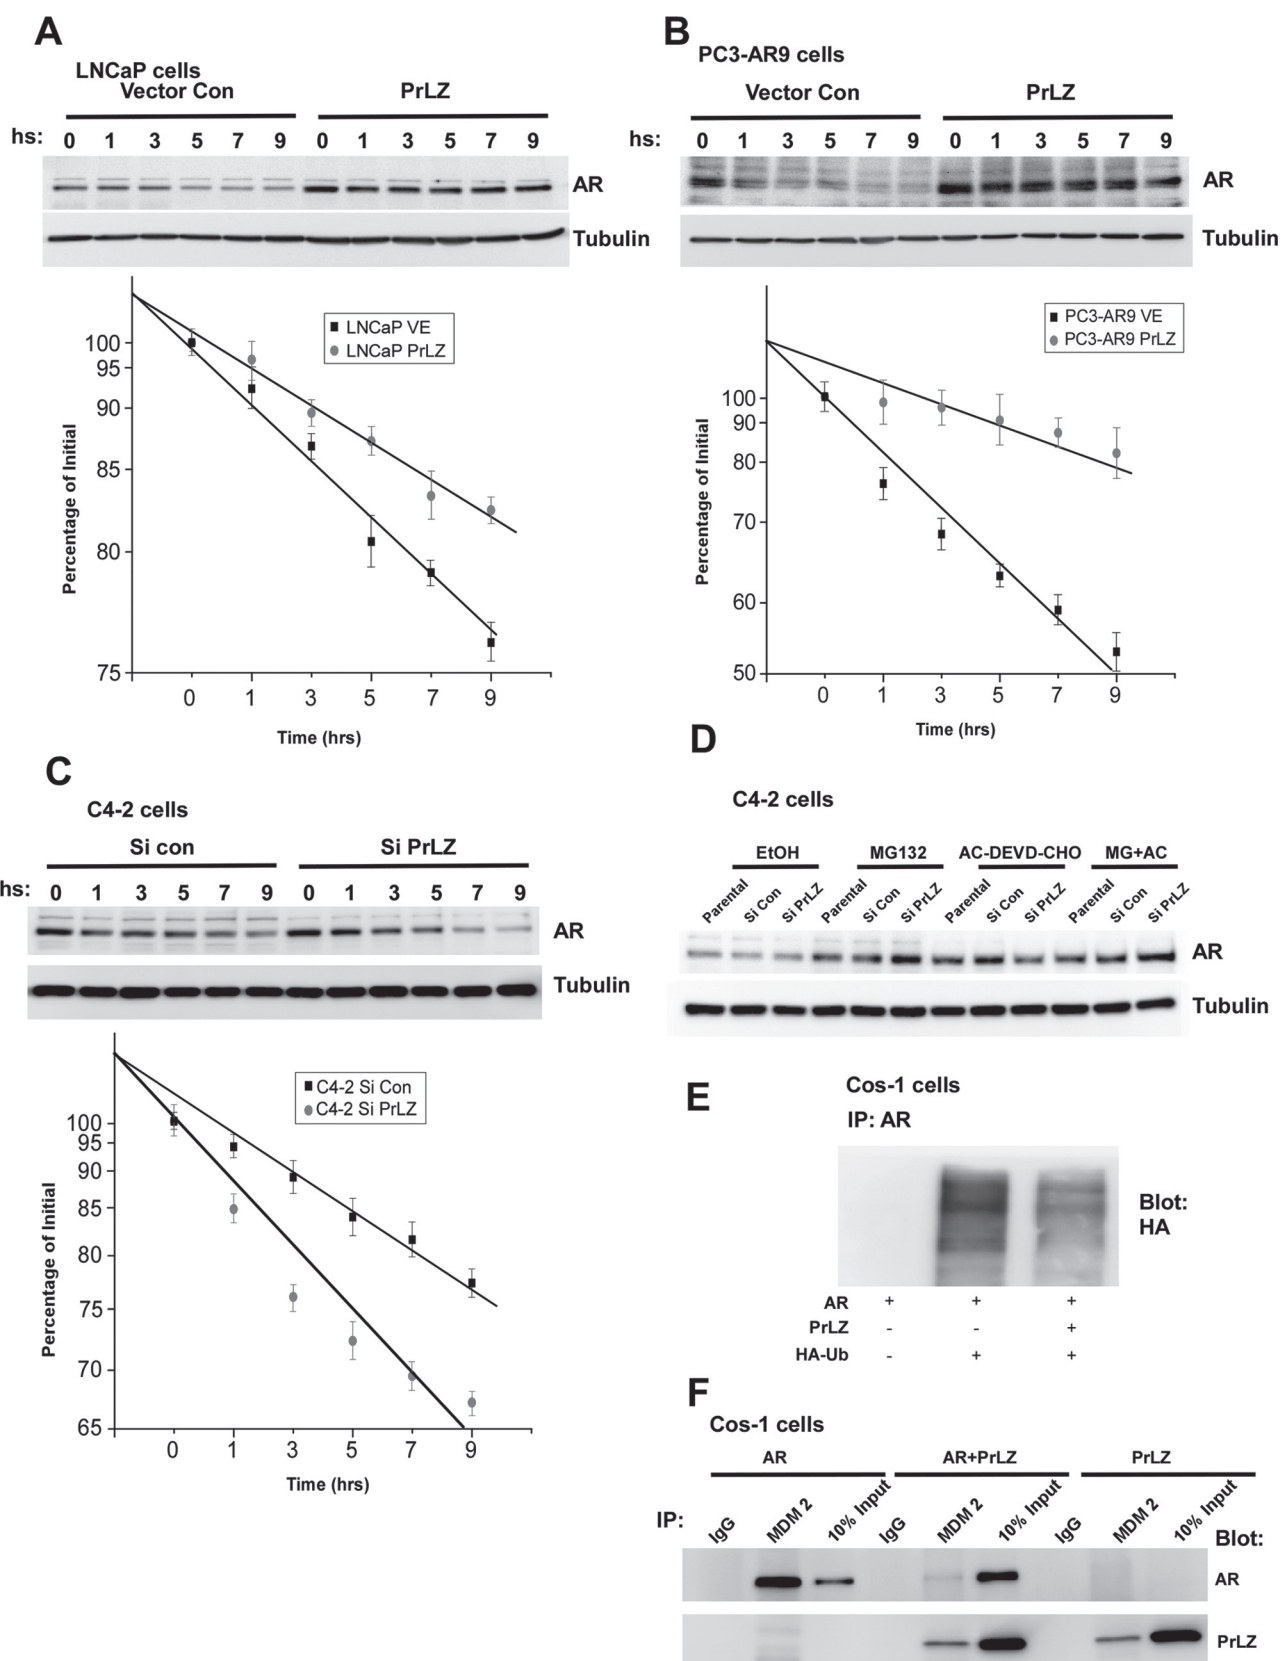 A
LNCaP cells
Vector Con PrLZ
hs: 0 1 3 5 7 9 0 1 3 5 7 9
AR
Tubulin
LNCaP VE
LNCaP PrLZ
100
95
90
85
80
75
Percentage of Initial
0 1 3 5 7 9
Time (hrs)
B
PC3-AR9 cells
Vector Con PrLZ
hs: 0 1 3 5 7 9 0 1 3 5 7 9
AR
Tubulin
PC3-AR9 VE
PC3-AR9 PrLZ
100
90
80
70
60
50
Percentage of Initial
0 1 3 5 7 9
Time (hrs)
C
C4-2 cells
Si con Si PrLZ
hs: 0 1 3 5 7 9 0 1 3 5 7 9
AR
Tubulin
C4-2 Si Con
C4-2 Si PrLZ
100
95
90
85
80
75
70
65
Percentage of Initial
0 1 3 5 7 9
Time (hrs)
D
C4-2 cells
EtOH MG132 AC-DEVD-CHO MG+AC
Parental Si Con Si PrLZ Parental Si Con Si PrLZ Parental Si Con Si PrLZ Parental Si Con Si PrLZ
AR
Tubulin
E
Cos-1 cells
IP: AR
Blot:
HA
AR + + +
PrLZ - - +
HA-Ub - + +
F
Cos-1 cells
AR AR+PrLZ PrLZ
IP: IgG MDM 2 10% Input IgG MDM 2 10% Input IgG MDM 2 10% Input
Blot:
AR
PrLZ